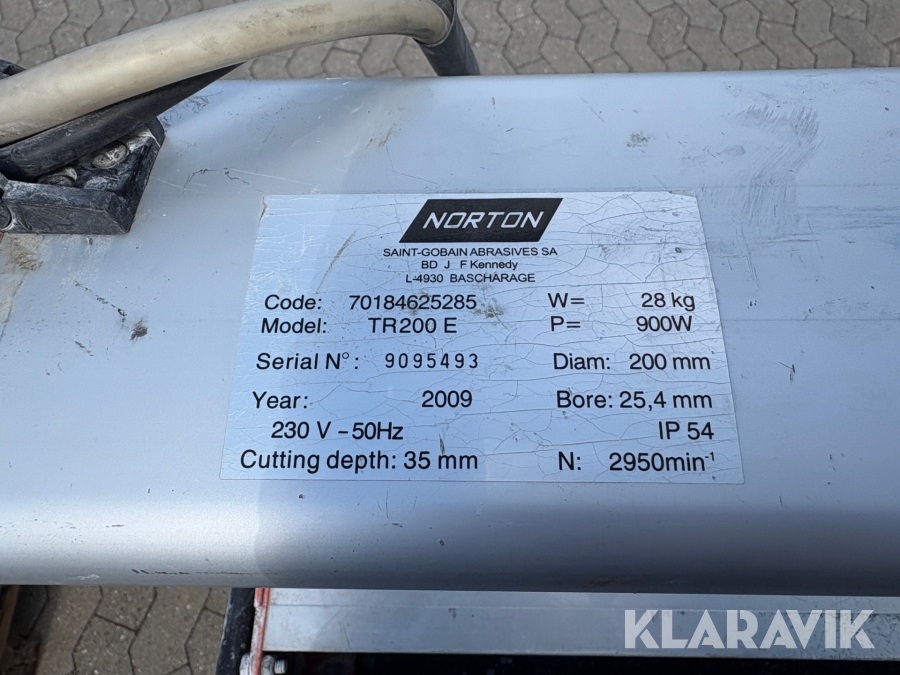 NORTON
SAINT-GOBAIN ABRASIVES SA
BD J F Kennedy
L-4930 BASCHARAGE
Code: 70184625285 W= 28 kg
Model: TR200 E P= 900W
Serial N°: 9095493 Diam: 200 mm
Year: 2009 Bore: 25,4 mm
230 V - 50Hz IP 54
Cutting depth: 35 mm N: 2950min⁻¹
KLARAVIK
KLARAVIK